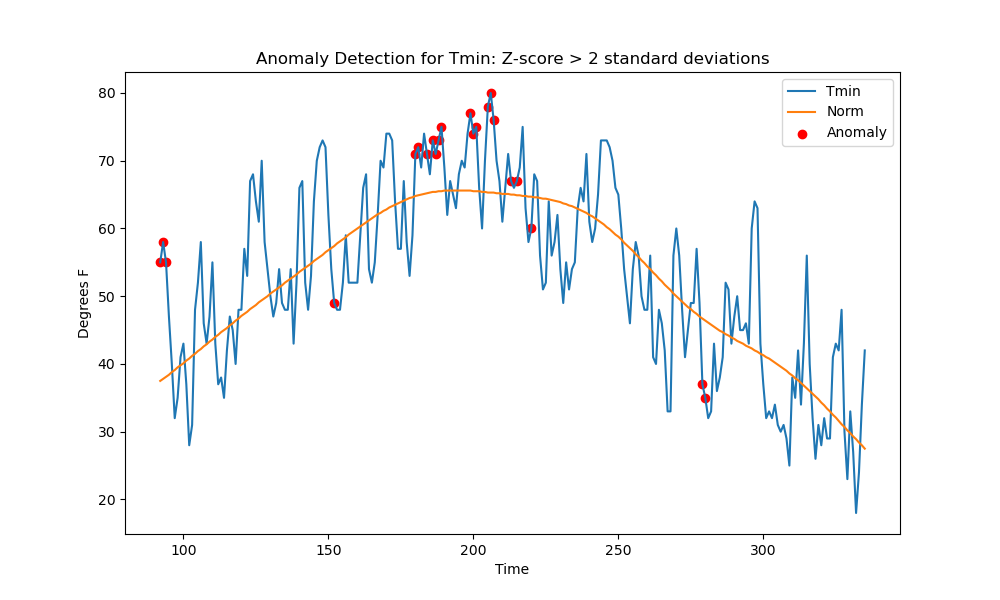 Anomaly Detection for Tmin: Z-score > 2 standard deviations
Tmin
Norm
Anomaly
80
70
60
50
40
30
20
Degrees F
100
150
200
250
300
Time